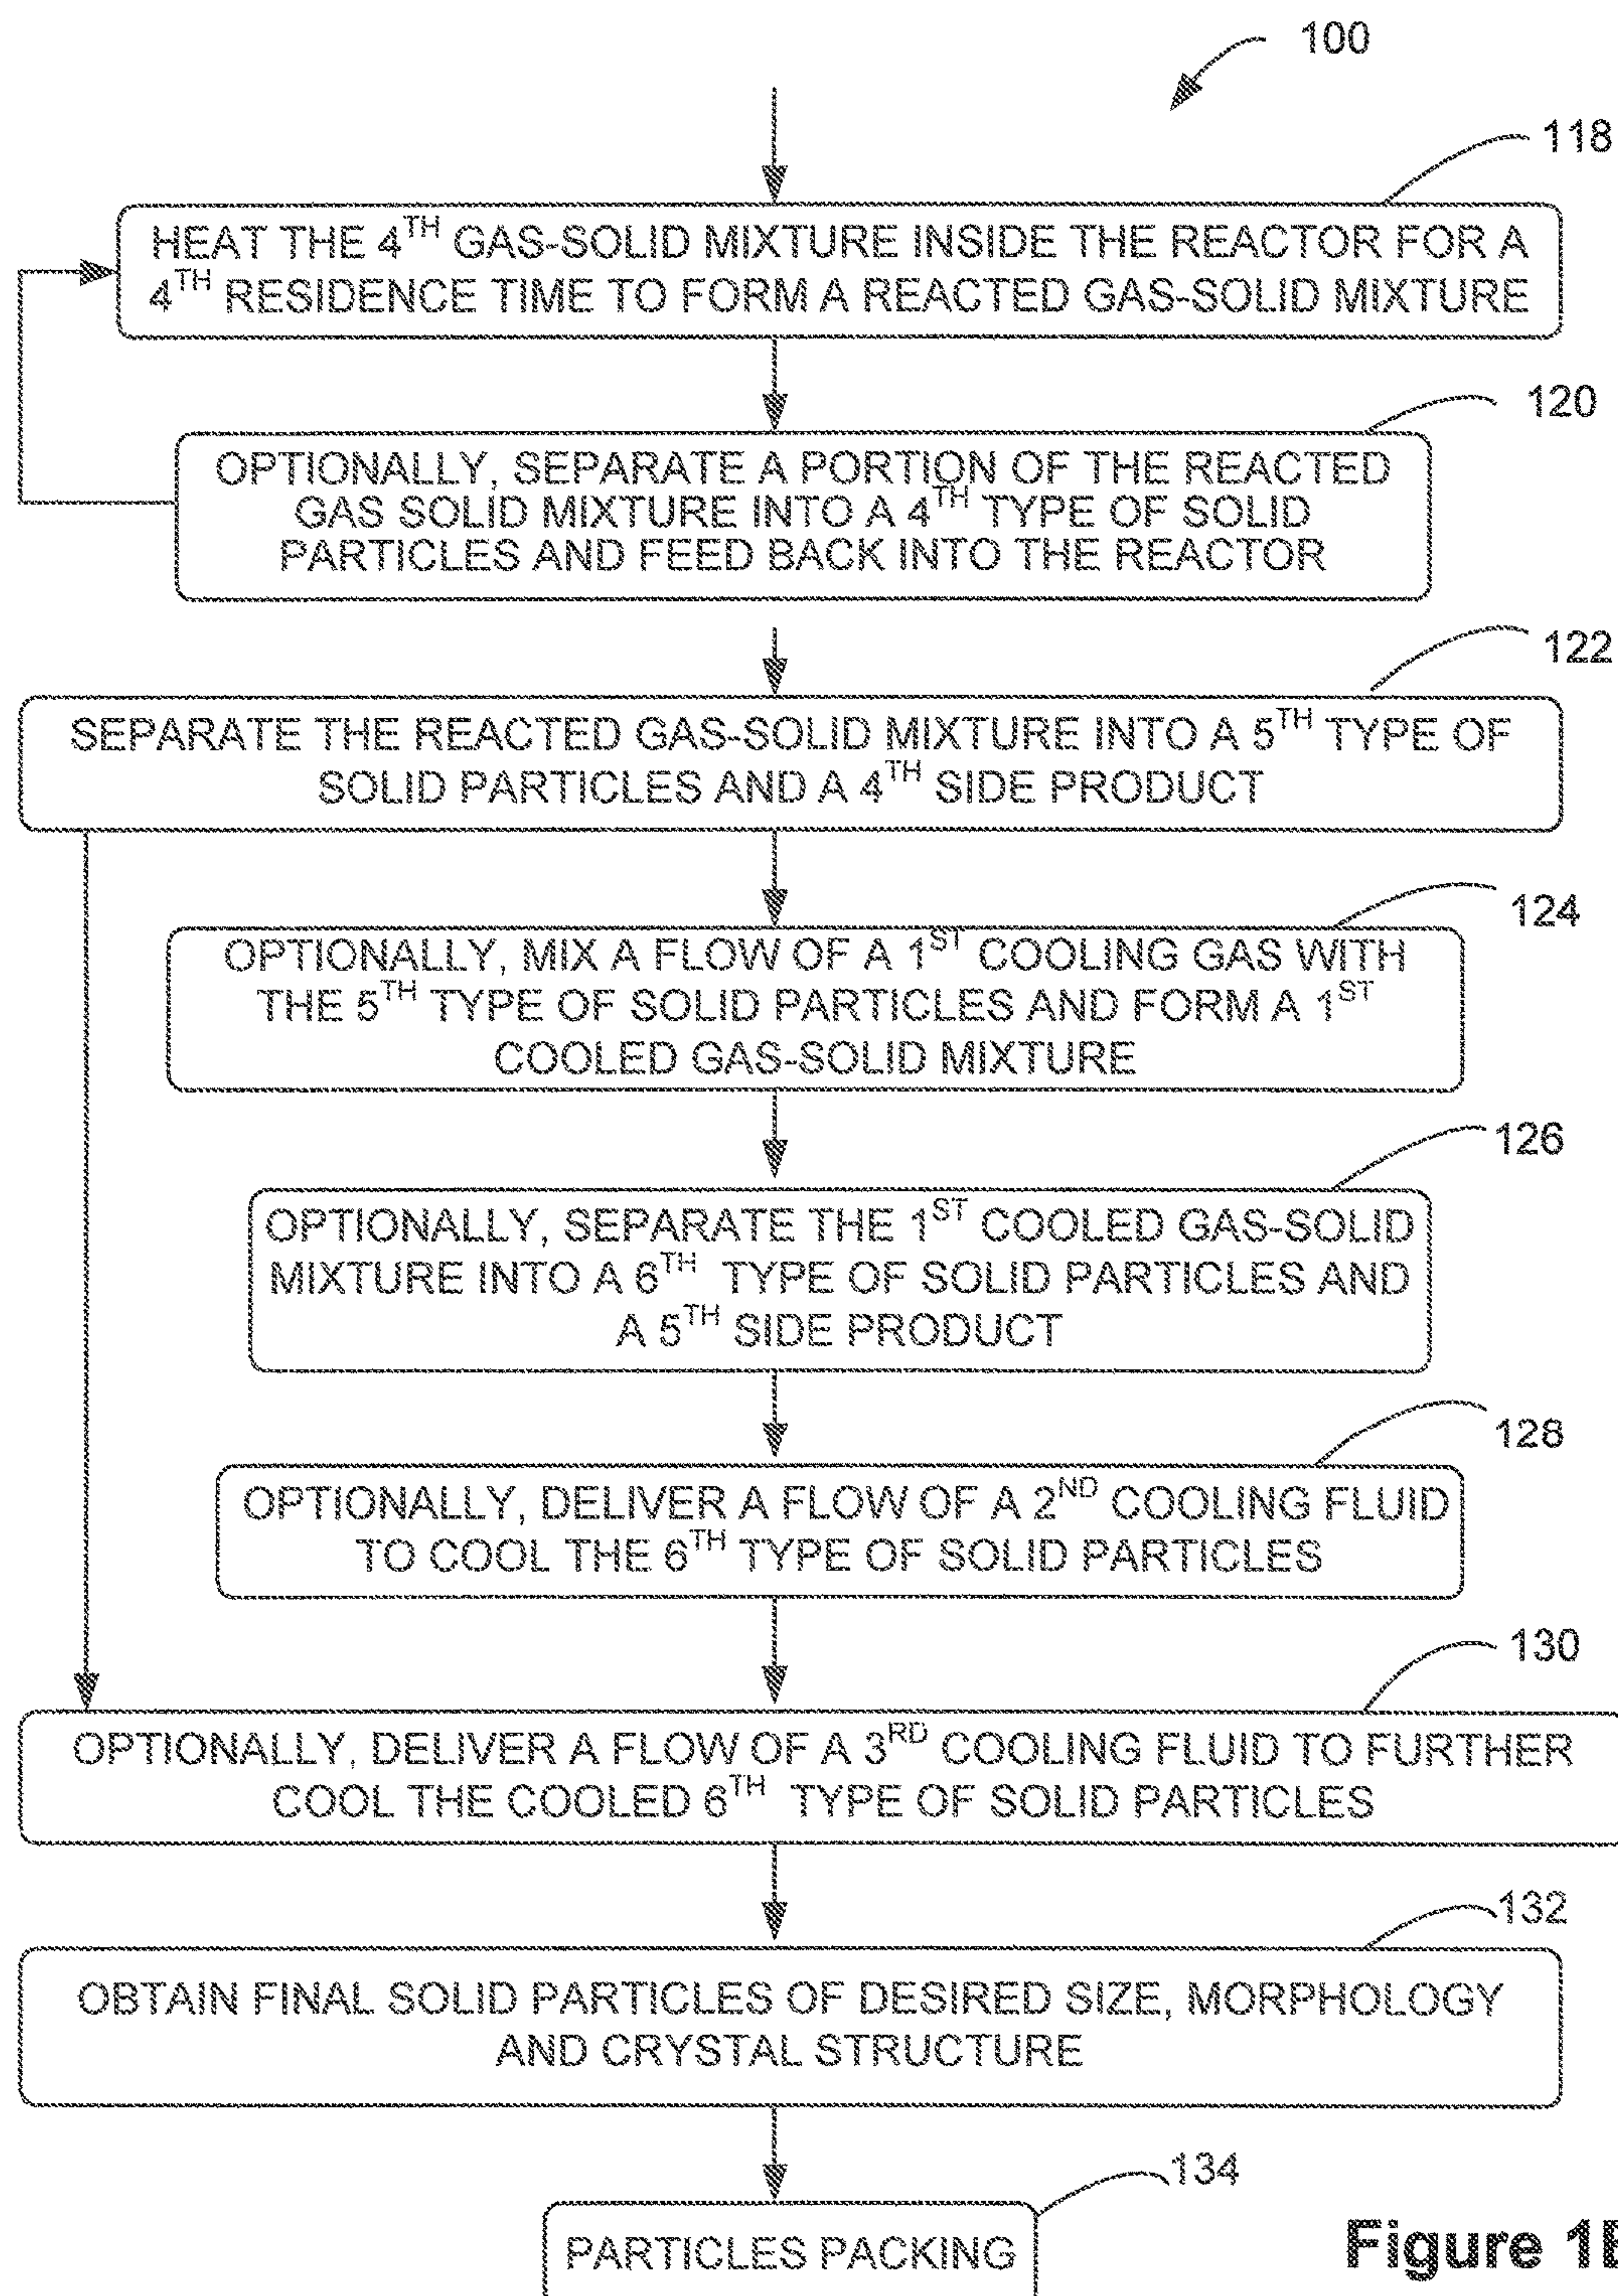 100
118
HEAT THE 4TH GAS-SOLID MIXTURE INSIDE THE REACTOR FOR A
4TH RESIDENCE TIME TO FORM A REACTED GAS-SOLID MIXTURE
120
OPTIONALLY, SEPARATE A PORTION OF THE REACTED
GAS SOLID MIXTURE INTO A 4TH TYPE OF SOLID
PARTICLES AND FEED BACK INTO THE REACTOR
122
SEPARATE THE REACTED GAS-SOLID MIXTURE INTO A 5TH TYPE OF
SOLID PARTICLES AND A 4TH SIDE PRODUCT
124
OPTIONALLY, MIX A FLOW OF A 1ST COOLING GAS WITH
THE 5TH TYPE OF SOLID PARTICLES AND FORM A 1ST
COOLED GAS-SOLID MIXTURE
126
OPTIONALLY, SEPARATE THE 1ST COOLED GAS-SOLID
MIXTURE INTO A 6TH TYPE OF SOLID PARTICLES AND
A 5TH SIDE PRODUCT
128
OPTIONALLY, DELIVER A FLOW OF A 2ND COOLING FLUID
TO COOL THE 6TH TYPE OF SOLID PARTICLES
130
OPTIONALLY, DELIVER A FLOW OF A 3RD COOLING FLUID TO FURTHER
COOL THE COOLED 6TH TYPE OF SOLID PARTICLES
132
OBTAIN FINAL SOLID PARTICLES OF DESIRED SIZE, MORPHOLOGY
AND CRYSTAL STRUCTURE
134
PARTICLES PACKING
Figure 1B